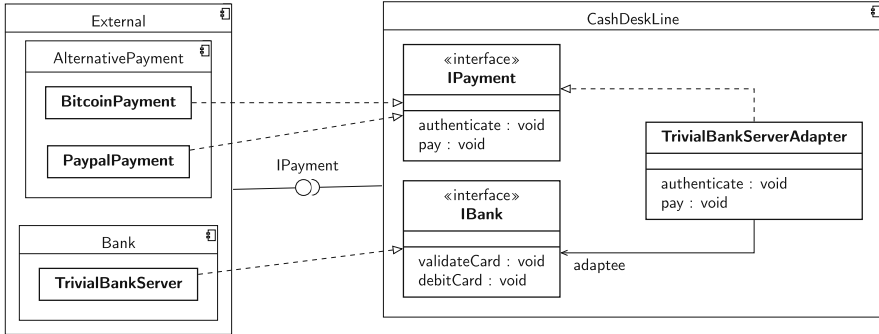 External
AlternativePayment
BitcoinPayment
PaypalPayment
Bank
TrivialBankServer
IPayment
CashDeskLine
«interface»
IPayment
authenticate : void
pay : void
«interface»
IBank
validateCard : void
debitCard : void
TrivialBankServerAdapter
authenticate : void
pay : void
adaptee